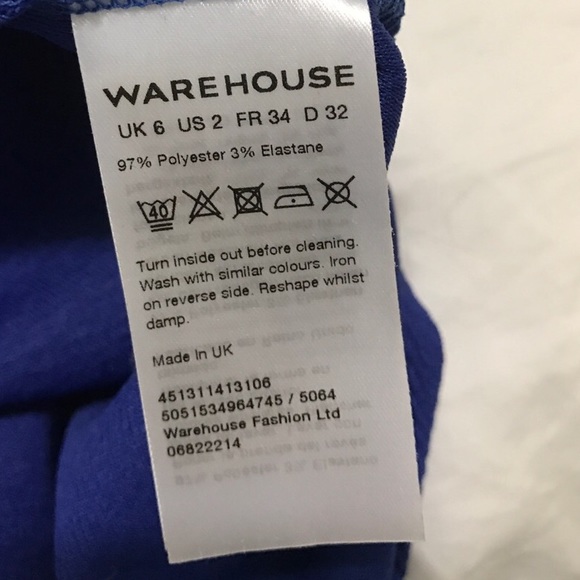 WAREHOUSE
UK 6 US 2 FR 34 D 32
97% Polyester 3% Elastane
40
Turn inside out before cleaning.
Wash with similar colours. Iron
on reverse side. Reshape whilst
damp.
Made In UK
451311413106
5051534964745 / 5064
Warehouse Fashion Ltd
06822214